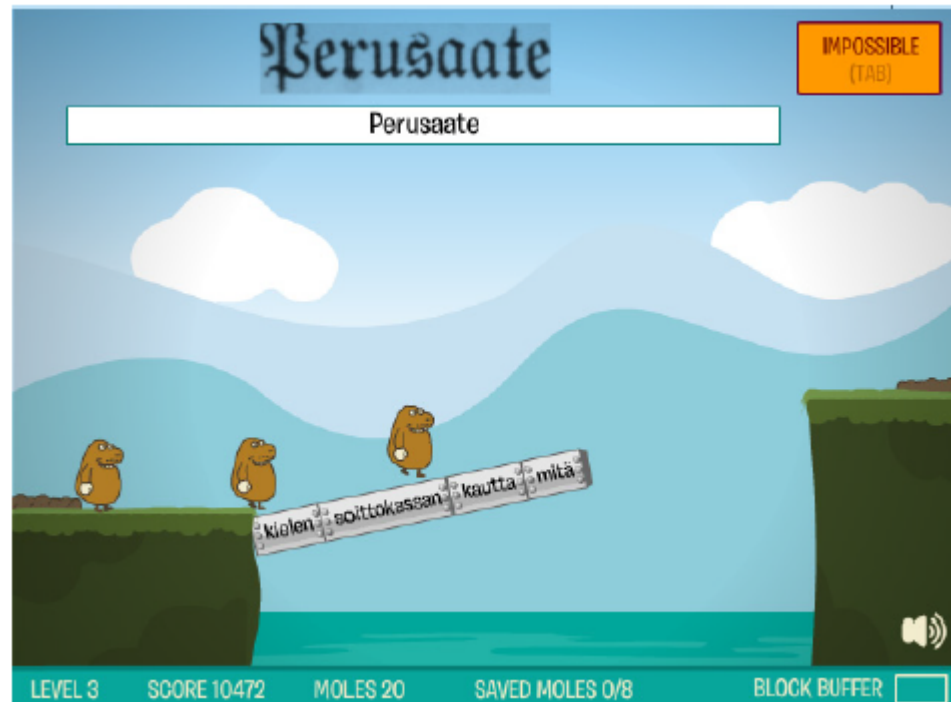 Perusaate
IMPOSSIBLE
(TAB)
Perusaate
kielen soittokassan kautta mitä
LEVEL 3 SCORE 10472 MOLES 20 SAVED MOLES 0/8 BLOCK BUFFER